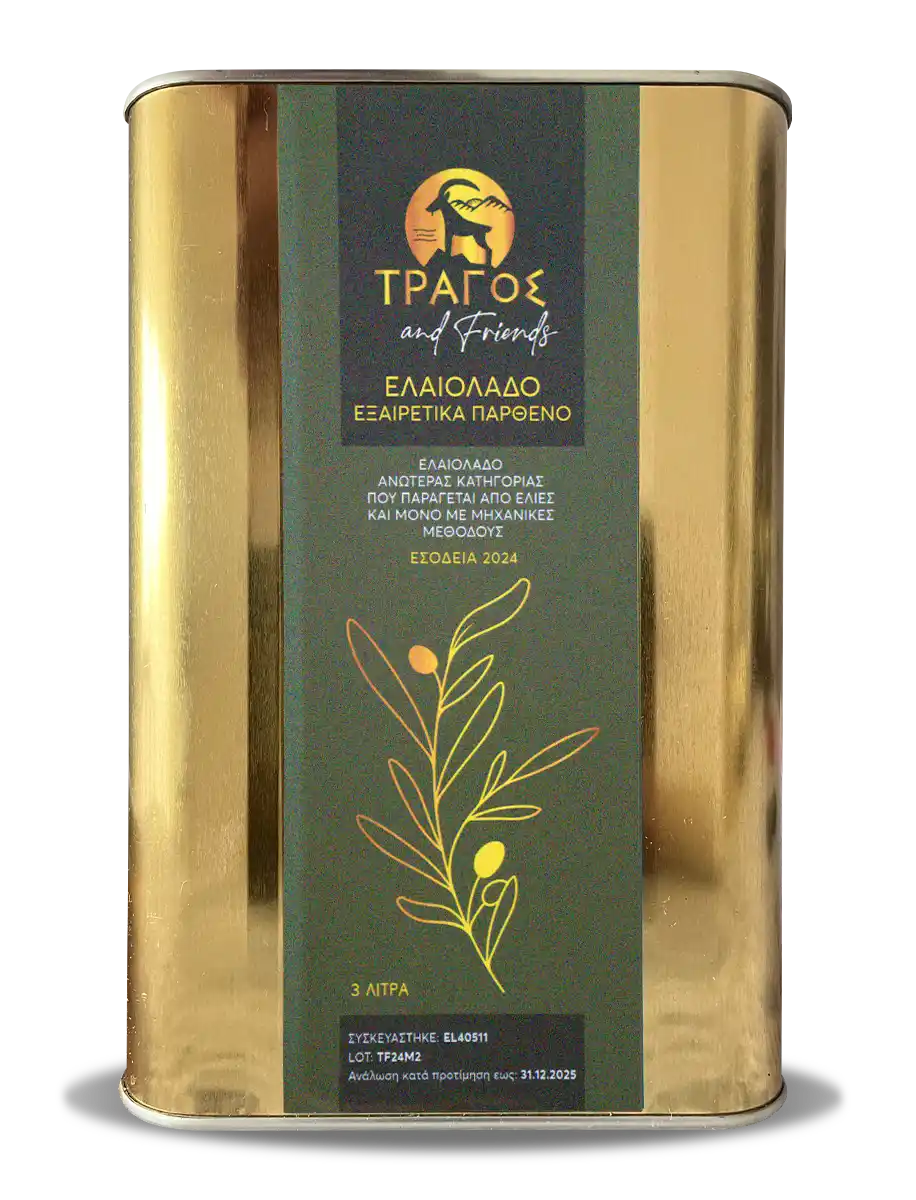 ΤΡΑΓΟΣ
and Friends
ΕΛΑΙΟΛΑΔΟ
ΕΞΑΙΡΕΤΙΚΑ ΠΑΡΘΕΝΟ
ΕΛΑΙΟΛΑΔΟ
ΑΝΩΤΕΡΑΣ ΚΑΤΗΓΟΡΙΑΣ
ΠΟΥ ΠΑΡΑΓΕΤΑΙ ΑΠΟ ΕΛΙΕΣ
ΚΑΙ ΜΟΝΟ ΜΕ ΜΗΧΑΝΙΚΕΣ
ΜΕΘΟΔΟΥΣ
ΕΣΟΔΕΙΑ 2024
3 ΛΙΤΡΑ
ΣΥΣΚΕΥΑΣΤΗΚΕ: EL40511
LOT: TF24M2
Ανάλωση κατά προτίμηση εως: 31.12.2025